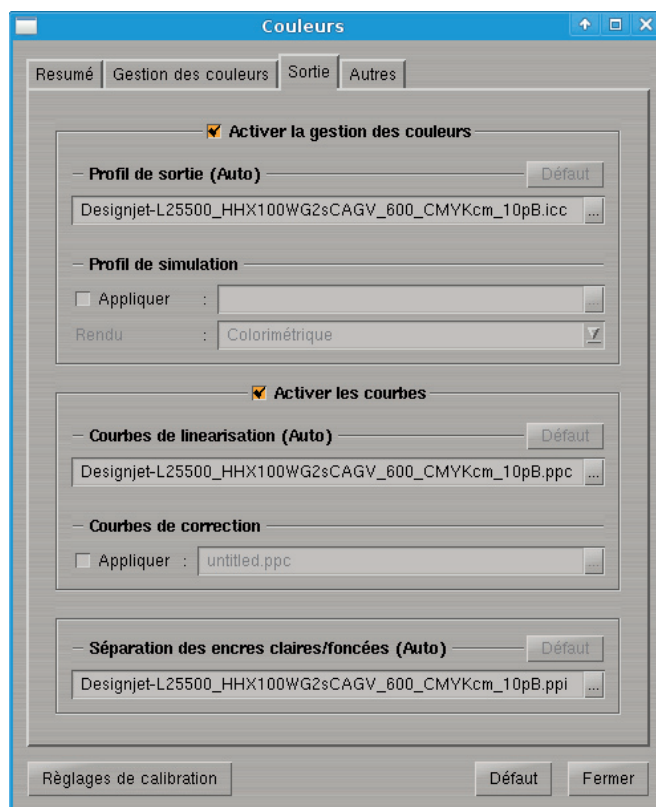 Couleurs
Resumé Gestion des couleurs Sortie Autres
Activer la gestion des couleurs
Profil de sortie (Auto) Défaut
Designjet-L25500_HHX100WG2sCAGV_600_CMYKcm_10pB.icc ...
Profil de simulation
Appliquer : ...
Rendu : Colorimétrique
Activer les courbes
Courbes de linearisation (Auto) Défaut
Designjet-L25500_HHX100WG2sCAGV_600_CMYKcm_10pB.ppc ...
Courbes de correction
Appliquer : untitled.ppc ...
Séparation des encres claires/foncées (Auto) Défaut
Designjet-L25500_HHX100WG2sCAGV_600_CMYKcm_10pB.ppi ...
Règlages de calibration Défaut Fermer